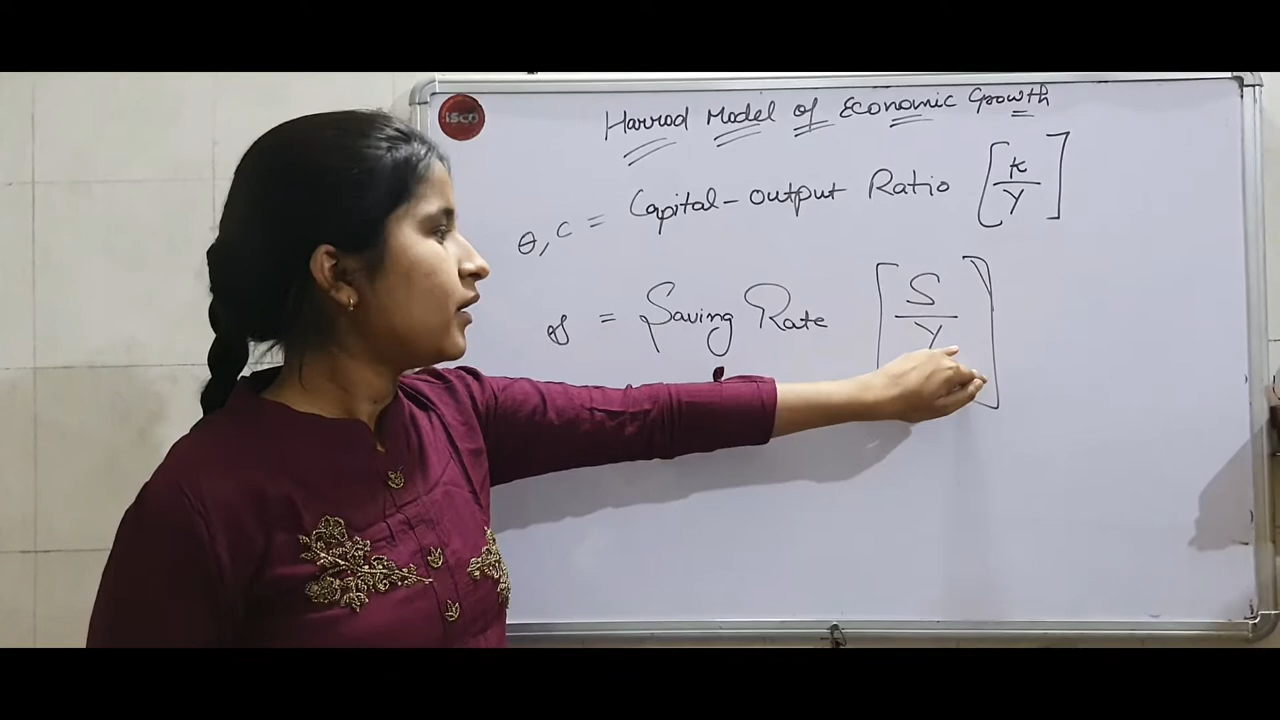 isco
Harrod Model of Economic Growth
θ, c = Capital-output Ratio [K/Y]
s = Saving Rate [S/Y]